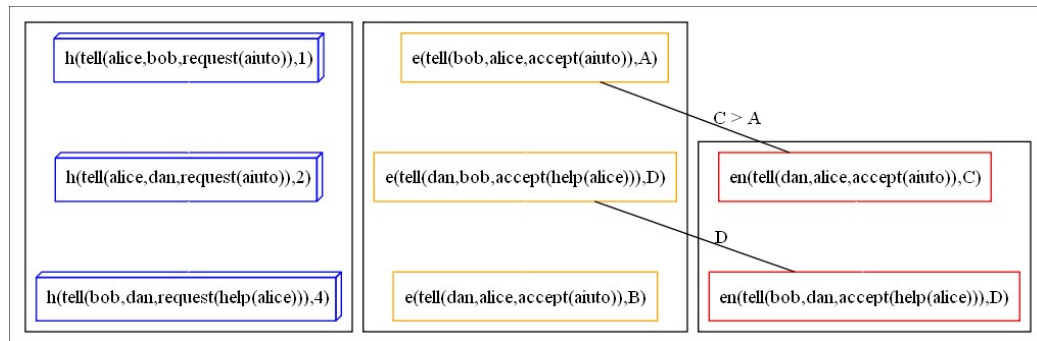 h(tell(alice,bob,request(aiuto)),1)
e(tell(bob,alice,accept(aiuto)),A)
C > A
h(tell(alice,dan,request(aiuto)),2)
e(tell(dan,bob,accept(help(alice))),D)
en(tell(dan,alice,accept(aiuto)),C)
D
h(tell(bob,dan,request(help(alice))),4)
e(tell(dan,alice,accept(aiuto)),B)
en(tell(bob,dan,accept(help(alice))),D)